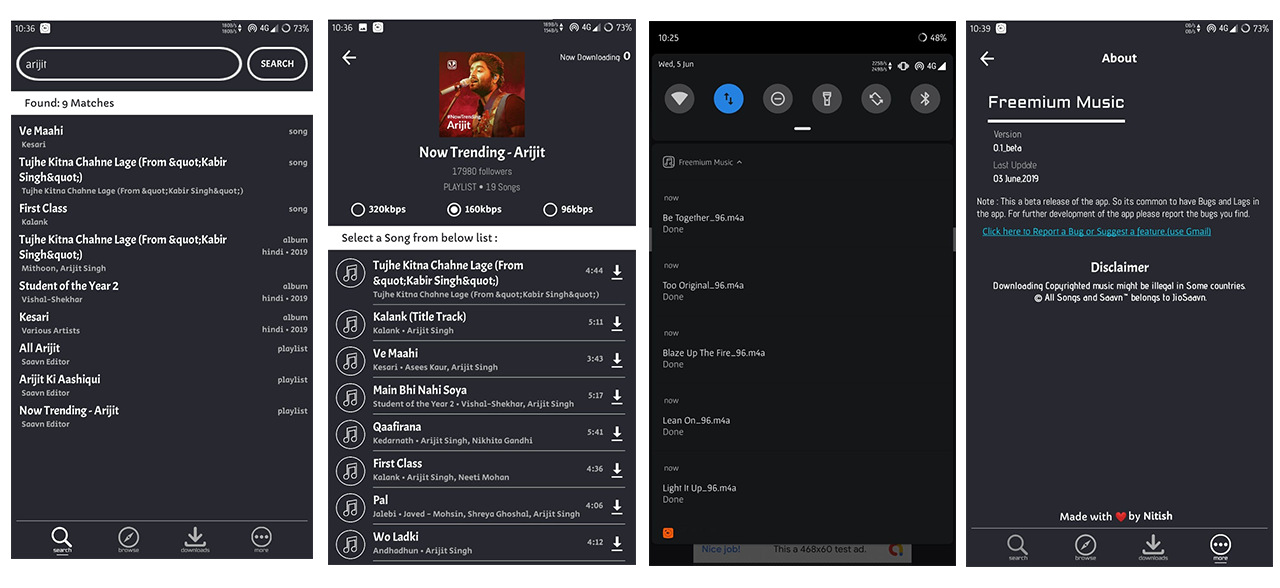 10:36
180B/s
180B/s
4G
73%
arijit
SEARCH
Found: 9 Matches
Ve Maahi
song
Kesari
Tujhe Kitna Chahne Lage (From &quot;Kabir
song
Singh&quot;)
Tujhe Kitna Chahne Lage (From &quot;Kabir Singh&quot;)
First Class
song
Kalank
Tujhe Kitna Chahne Lage (From &quot;Kabir
album
Singh&quot;)
hindi • 2019
Mithoon, Arijit Singh
Student of the Year 2
album
Vishal-Shekhar
hindi • 2019
Kesari
album
Various Artists
hindi • 2019
All Arijit
playlist
Saavn Editor
Arijit Ki Aashiqui
playlist
Saavn Editor
Now Trending - Arijit
playlist
Saavn Editor
search
browse
downloads
more
10:36
189B/s
154B/s
4G
73%
Now Downloading 0
#NowTrending
Arijit
Now Trending - Arijit
17980 followers
PLAYLIST • 19 Songs
320kbps
160kbps
96kbps
Select a Song from below list :
Tujhe Kitna Chahne Lage (From
4:44
&quot;Kabir Singh&quot;)
Tujhe Kitna Chahne Lage (From &quot;Kabir Singh&quot;)
Kalank (Title Track)
5:11
Kalank • Arijit Singh
Ve Maahi
3:43
Kesari • Asees Kaur, Arijit Singh
Main Bhi Nahi Soya
5:17
Student of the Year 2 • Vishal-Shekhar, Arijit Singh
Qaafirana
5:41
Kedarnath • Arijit Singh, Nikhita Gandhi
First Class
4:36
Kalank • Arijit Singh, Neeti Mohan
Pal
4:06
Jalebi • Javed - Mohsin, Shreya Ghoshal, Arijit Singh
Wo Ladki
4:12
Andhadhun • Arijit Singh
10:25
48%
Wed, 5 Jun
225B/s
249B/s
4G
Freemium Music
now
Be Together_96.m4a
Done
now
Too Original_96.m4a
Done
now
Blaze Up The Fire_96.m4a
Done
now
Lean On_96.m4a
Done
now
Light It Up_96.m4a
Done
Nice job!
This a 468x60 test ad.
10:39
0B/s
0B/s
4G
73%
About
Freemium Music
Version
0.1_beta
Last Update
03 June,2019
Note : This a beta release of the app. So its common to have Bugs and Lags in
the app. For further development of the app please report the bugs you find.
Click here to Report a Bug or Suggest a feature.(use Gmail)
Disclaimer
Downloading Copyrighted music might be illegal in Some countries.
© All Songs and Saavn™ belongs to JioSaavn.
Made with ❤️ by Nitish
search
browse
downloads
more